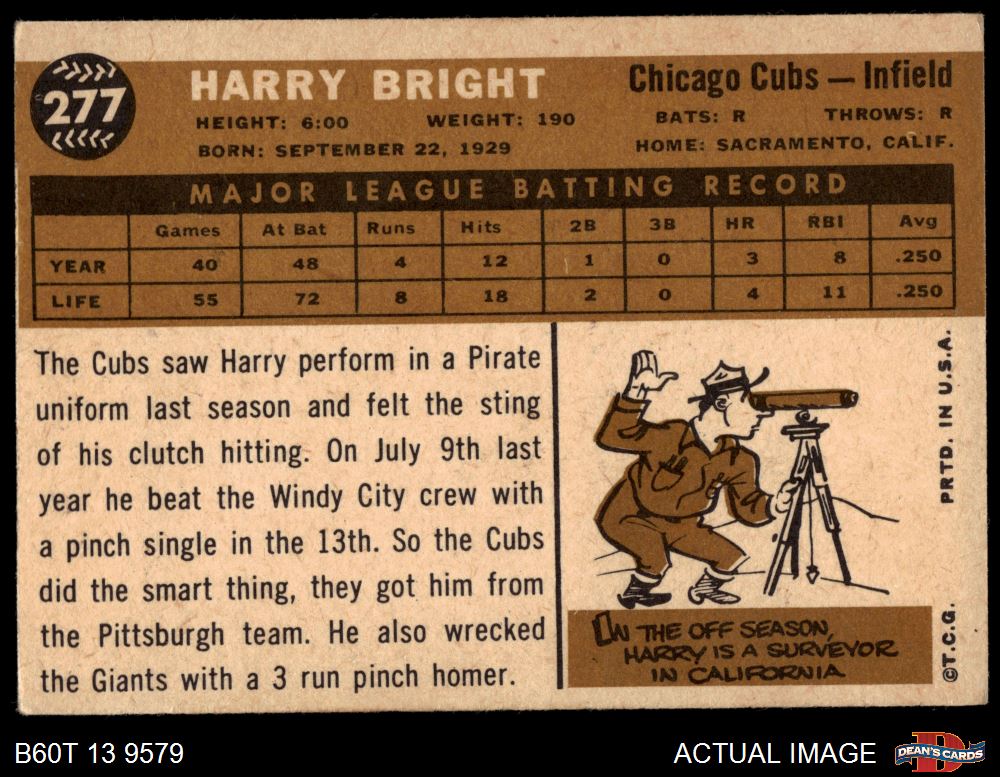 277
HARRY BRIGHT
Chicago Cubs — Infield
HEIGHT: 6:00 WEIGHT: 190 BATS: R THROWS: R
BORN: SEPTEMBER 22, 1929 HOME: SACRAMENTO, CALIF.
MAJOR LEAGUE BATTING RECORD
Games At Bat Runs Hits 2B 3B HR RBI Avg
YEAR 40 48 4 12 1 0 3 8 .250
LIFE 55 72 8 18 2 0 4 11 .250
The Cubs saw Harry perform in a Pirate
uniform last season and felt the sting
of his clutch hitting. On July 9th last
year he beat the Windy City crew with
a pinch single in the 13th. So the Cubs
did the smart thing, they got him from
the Pittsburgh team. He also wrecked
the Giants with a 3 run pinch homer.
IN THE OFF SEASON,
HARRY IS A SURVEYOR
IN CALIFORNIA
©T.C.G. PRTD. IN U.S.A.
B60T 13 9579
ACTUAL IMAGE
D
DEAN'S CARDS